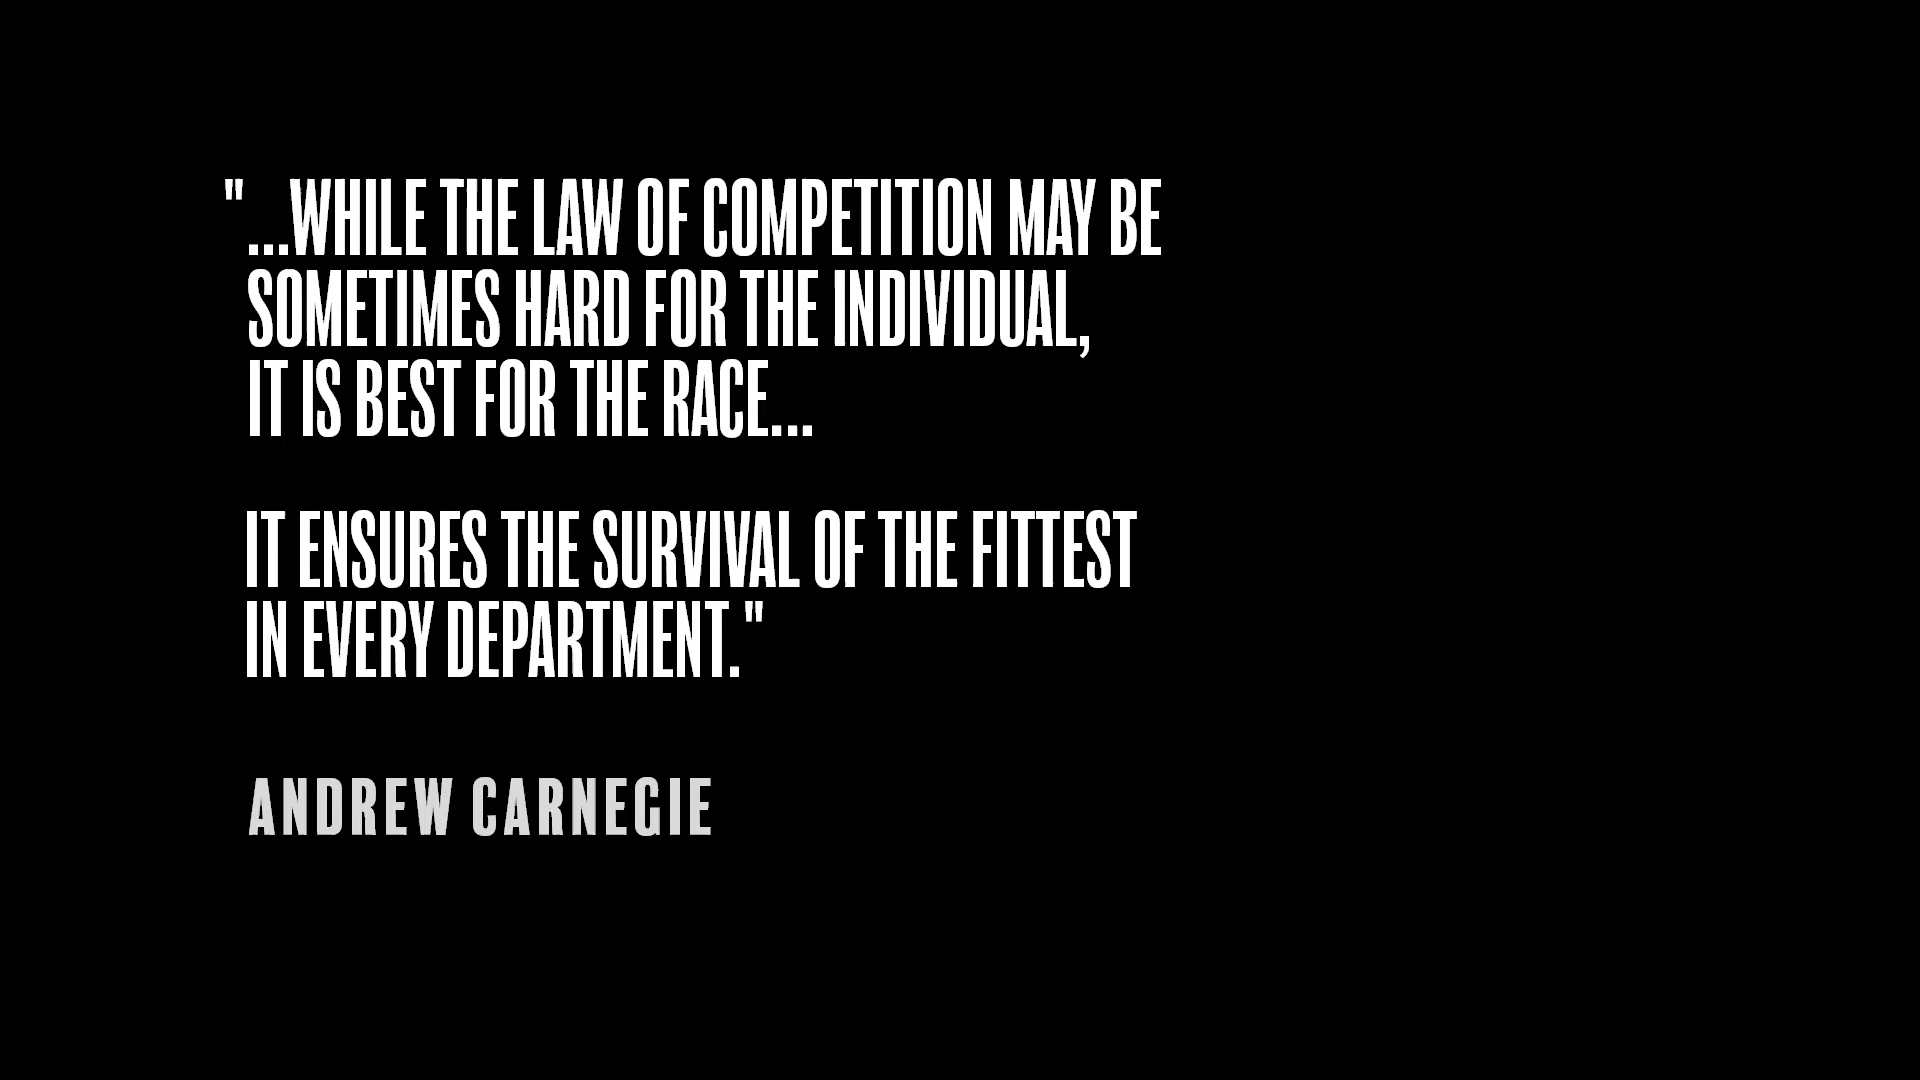 "...WHILE THE LAW OF COMPETITION MAY BE
SOMETIMES HARD FOR THE INDIVIDUAL,
IT IS BEST FOR THE RACE...
IT ENSURES THE SURVIVAL OF THE FITTEST
IN EVERY DEPARTMENT."
ANDREW CARNEGIE